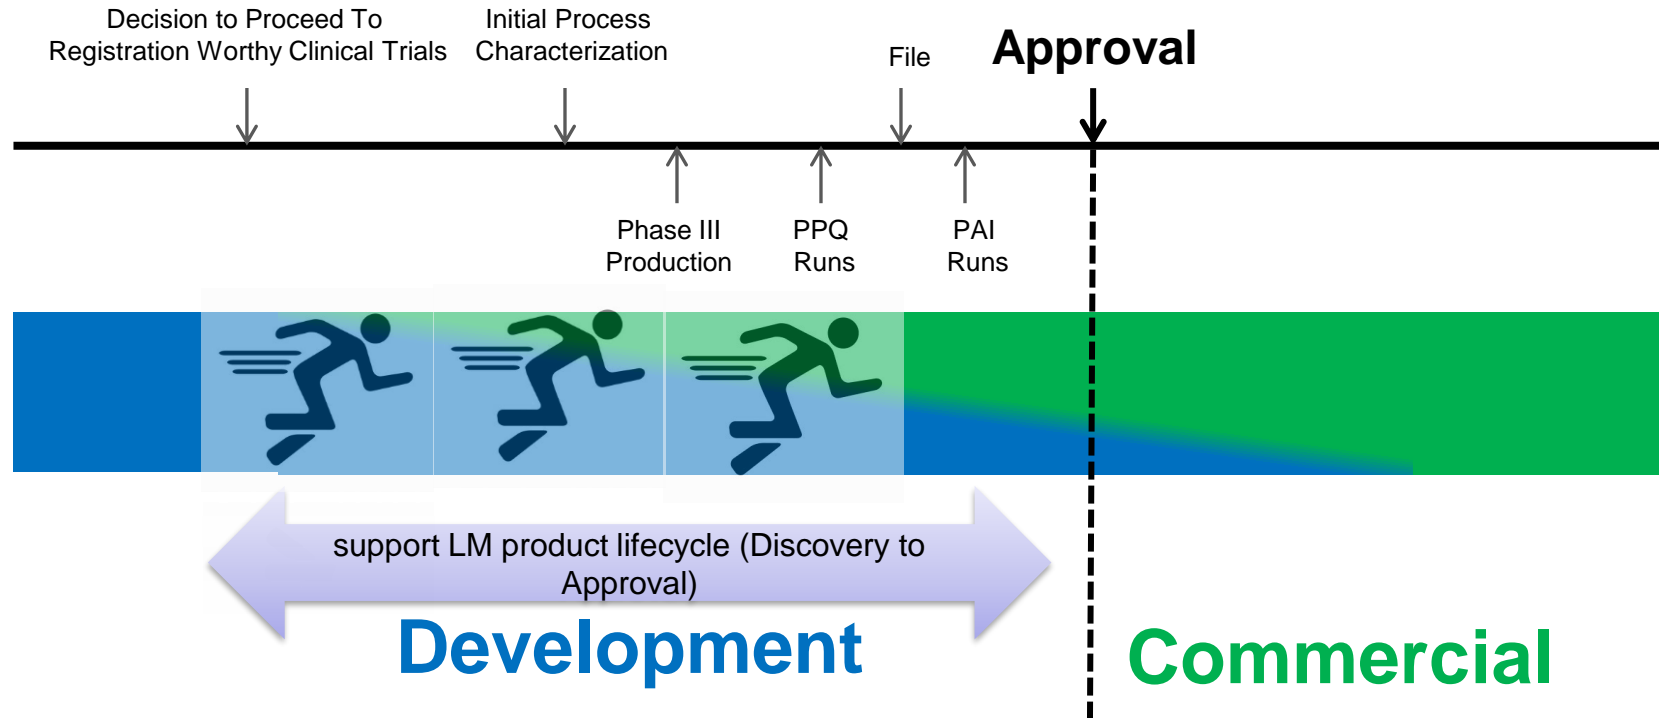 Decision to Proceed To
Registration Worthy Clinical Trials
Initial Process
Characterization
File
Approval
Phase III
Production
PPQ
Runs
PAI
Runs
support LM product lifecycle (Discovery to
Approval)
Development
Commercial